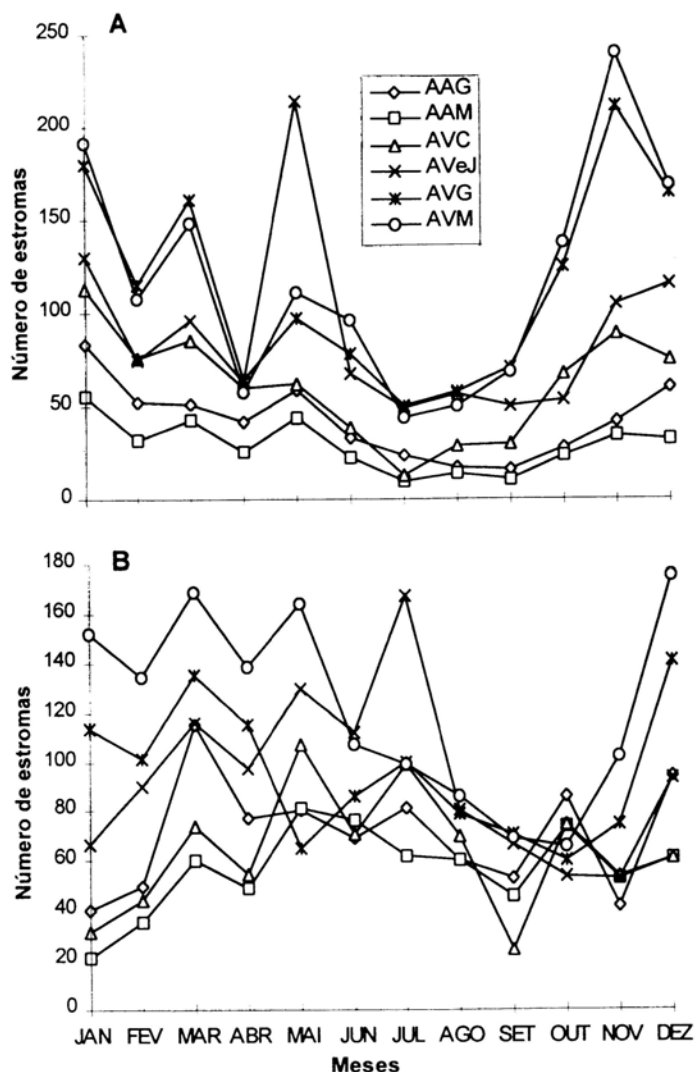 A
250
200
150
100
50
0
Número de estromas
AAG
AAM
AVC
AVeJ
AVG
AVM
B
180
160
140
120
100
80
60
40
20
0
Número de estromas
JAN FEV MAR ABR MAI JUN JUL AGO SET OUT NOV DEZ
Meses